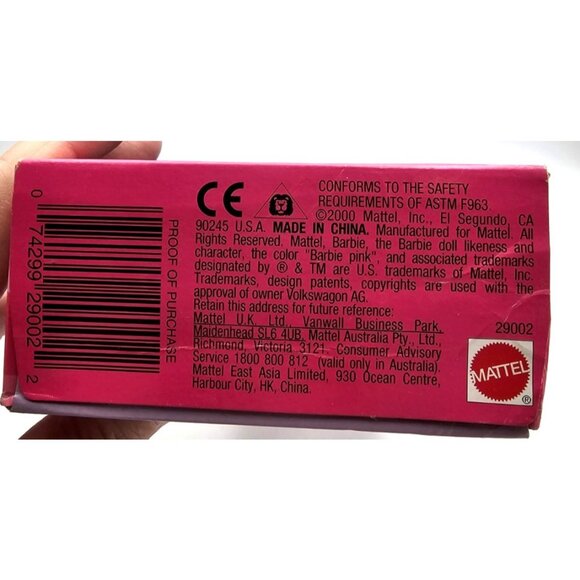 CE
CONFORMS TO THE SAFETY
REQUIREMENTS OF ASTM F963.
©2000 Mattel, Inc., El Segundo, CA
90245 U.S.A. MADE IN CHINA. Manufactured for Mattel. All
Rights Reserved. Mattel, Barbie, the Barbie doll likeness and
character, the color "Barbie pink", and associated trademarks
designated by ® & TM are U.S. trademarks of Mattel, Inc.
Trademarks, design patents, copyrights are used with the
approval of owner Volkswagon AG.
Retain this address for future reference:
Mattel U.K. Ltd., Vanwall Business Park,
Maidenhead SL6 4UB. Mattel Australia Pty., Ltd.,
Richmond, Victoria 3121. Consumer Advisory
Service 1800 800 812 (valid only in Australia).
Mattel East Asia Limited, 930 Ocean Centre,
Harbour City, HK, China.
29002
MATTEL
®
PROOF OF PURCHASE
0 74299 29002 2